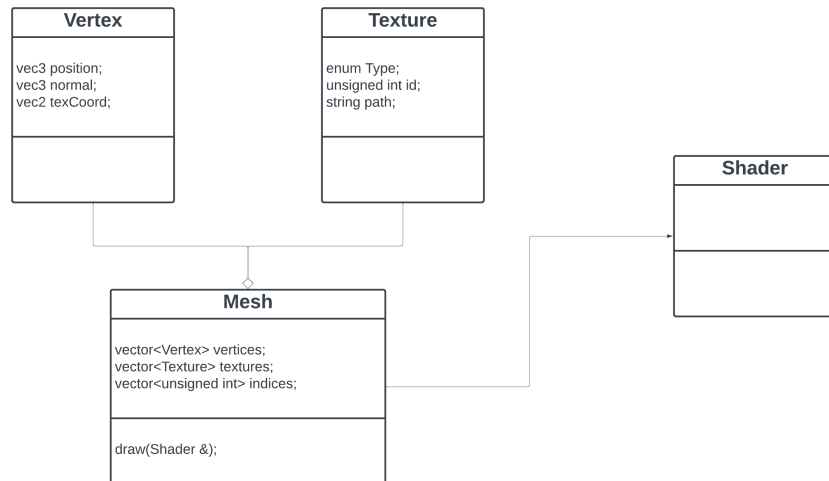 Vertex
vec3 position;
vec3 normal;
vec2 texCoord;
Texture
enum Type;
unsigned int id;
string path;
Shader
Mesh
vector<Vertex> vertices;
vector<Texture> textures;
vector<unsigned int> indices;
draw(Shader &);